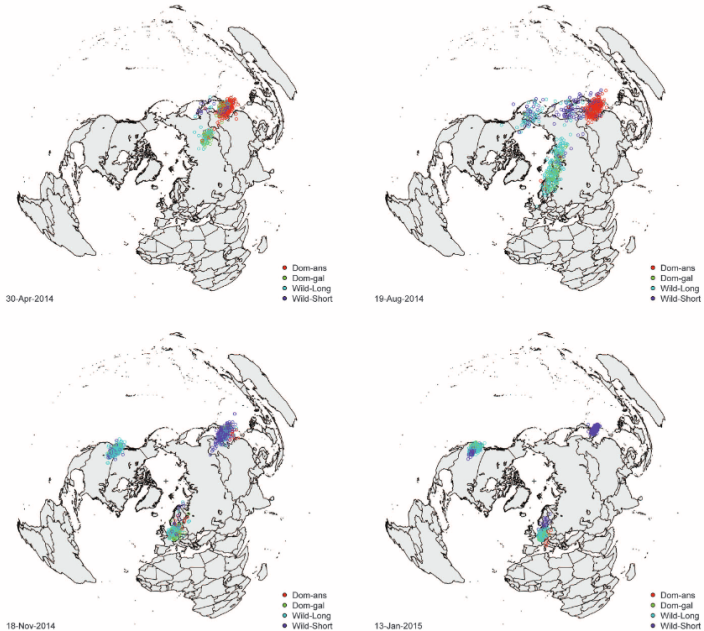 Dom-ans
Dom-gal
Wild-Long
Wild-Short
30-Apr-2014
Dom-ans
Dom-gal
Wild-Long
Wild-Short
19-Aug-2014
Dom-ans
Dom-gal
Wild-Long
Wild-Short
18-Nov-2014
Dom-ans
Dom-gal
Wild-Long
Wild-Short
13-Jan-2015